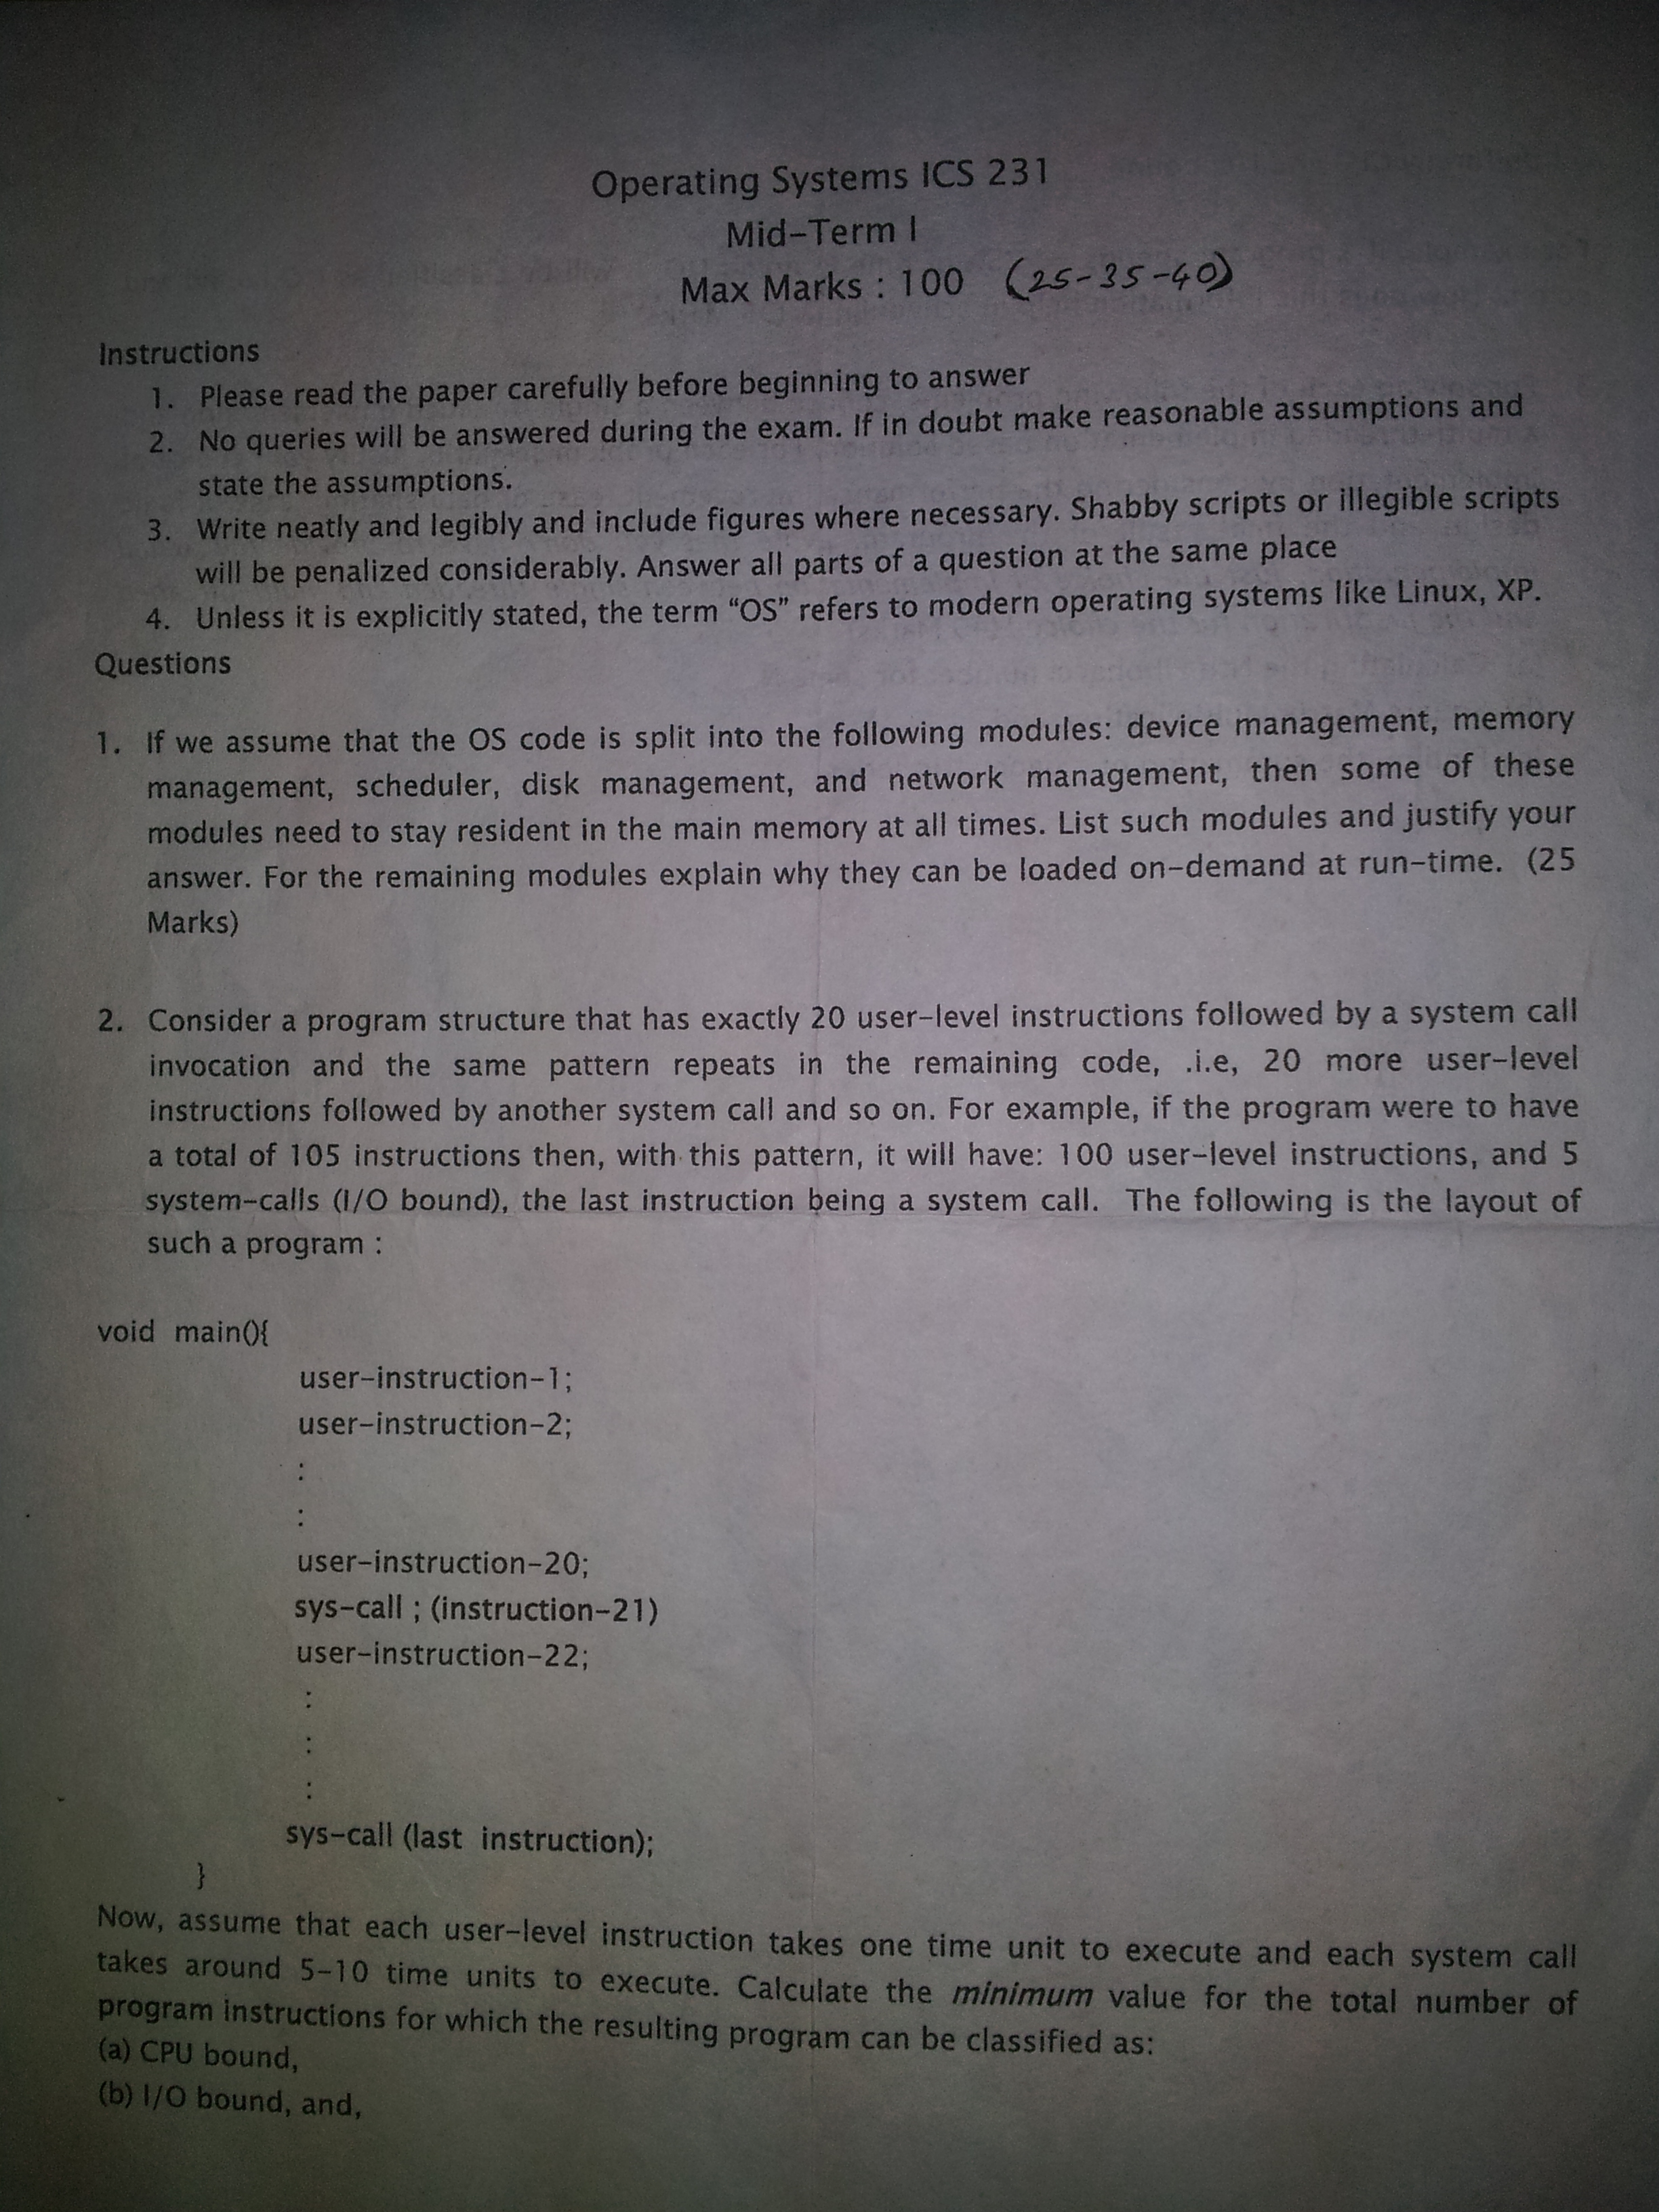 Operating Systems ICS 231
Mid-Term I
Max Marks : 100 (25-35-40)
Instructions
1. Please read the paper carefully before beginning to answer
2. No queries will be answered during the exam. If in doubt make reasonable assumptions and
state the assumptions.
3. Write neatly and legibly and include figures where necessary. Shabby scripts or illegible scripts
will be penalized considerably. Answer all parts of a question at the same place
4. Unless it is explicitly stated, the term “OS” refers to modern operating systems like Linux, XP.
Questions
1. If we assume that the OS code is split into the following modules: device management, memory
management, scheduler, disk management, and network management, then some of these
modules need to stay resident in the main memory at all times. List such modules and justify your
answer. For the remaining modules explain why they can be loaded on-demand at run-time. (25
Marks)
2. Consider a program structure that has exactly 20 user-level instructions followed by a system call
invocation and the same pattern repeats in the remaining code, .i.e, 20 more user-level
instructions followed by another system call and so on. For example, if the program were to have
a total of 105 instructions then, with this pattern, it will have: 100 user-level instructions, and 5
system-calls (I/O bound), the last instruction being a system call. The following is the layout of
such a program :
void main(){
user-instruction-1;
user-instruction-2;
:
:
user-instruction-20;
sys-call ; (instruction-21)
user-instruction-22;
:
:
:
sys-call (last instruction);
}
Now, assume that each user-level instruction takes one time unit to execute and each system call
takes around 5-10 time units to execute. Calculate the minimum value for the total number of
program instructions for which the resulting program can be classified as:
(a) CPU bound,
(b) I/O bound, and,